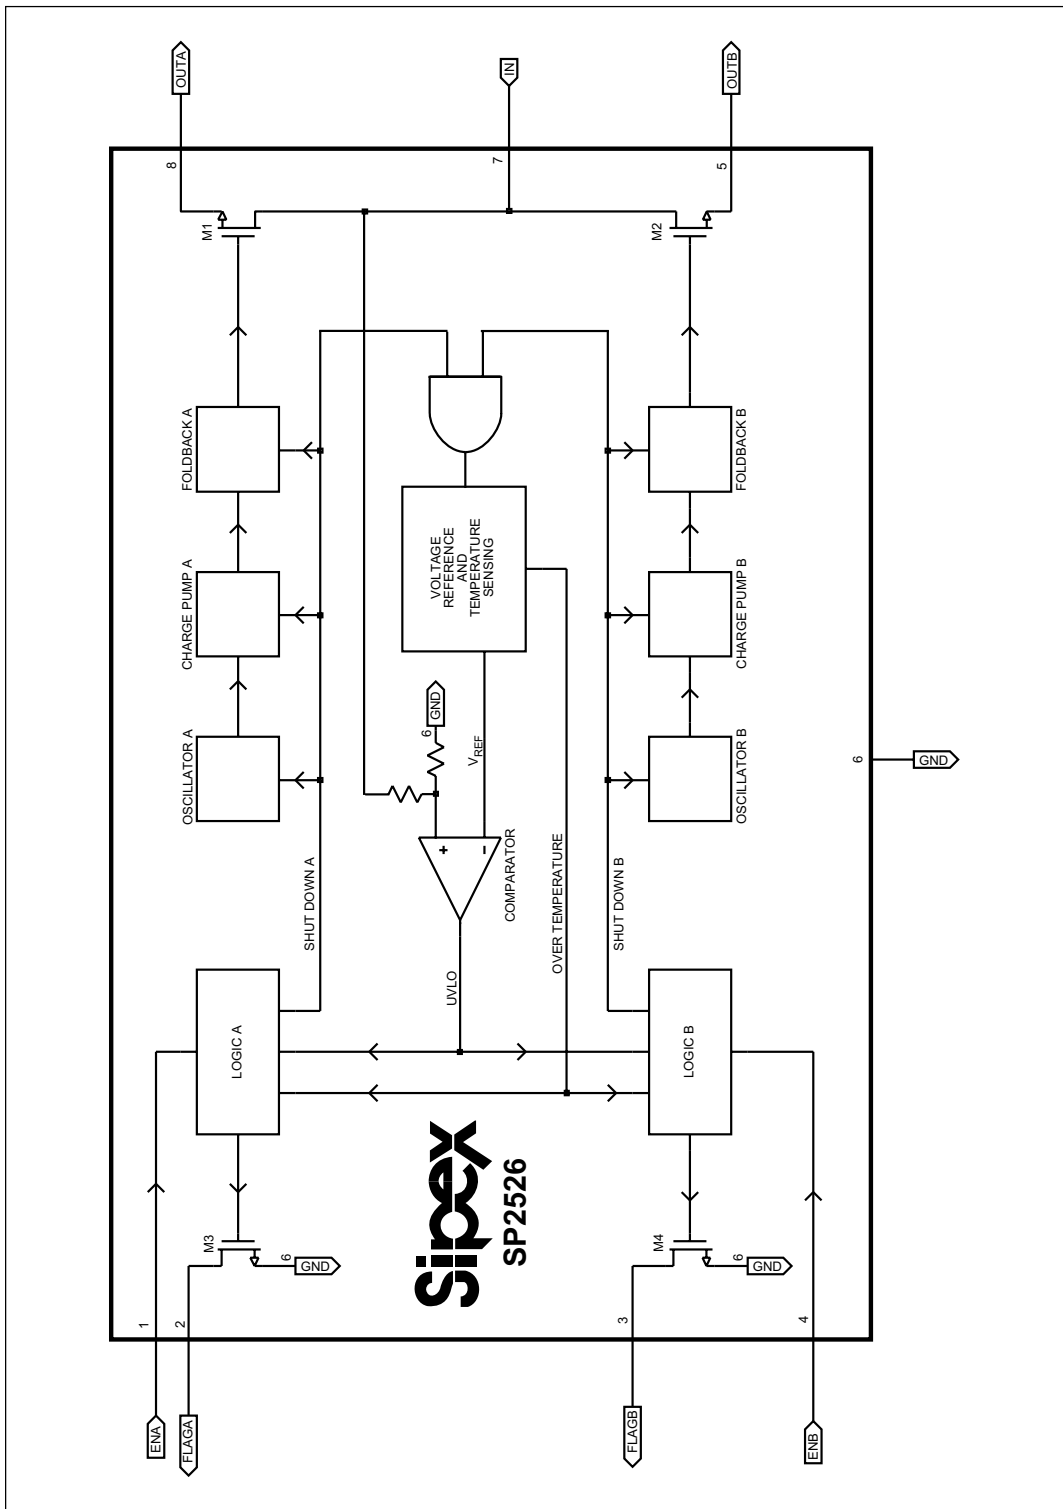 ENA
1
FLAGA
2
M3
6
GND
LOGIC A
SHUT DOWN A
OSCILLATOR A
CHARGE PUMP A
FOLDBACK A
M1
8
OUTA
Sipex
SP2526
UVLO
+
–
COMPARATOR
6
GND
VREF
VOLTAGE
REFERENCE
AND
TEMPERATURE
SENSING
7
IN
OVER TEMPERATURE
FLAGB
3
M4
6
GND
LOGIC B
SHUT DOWN B
OSCILLATOR B
CHARGE PUMP B
FOLDBACK B
M2
5
OUTB
ENB
4
6
GND